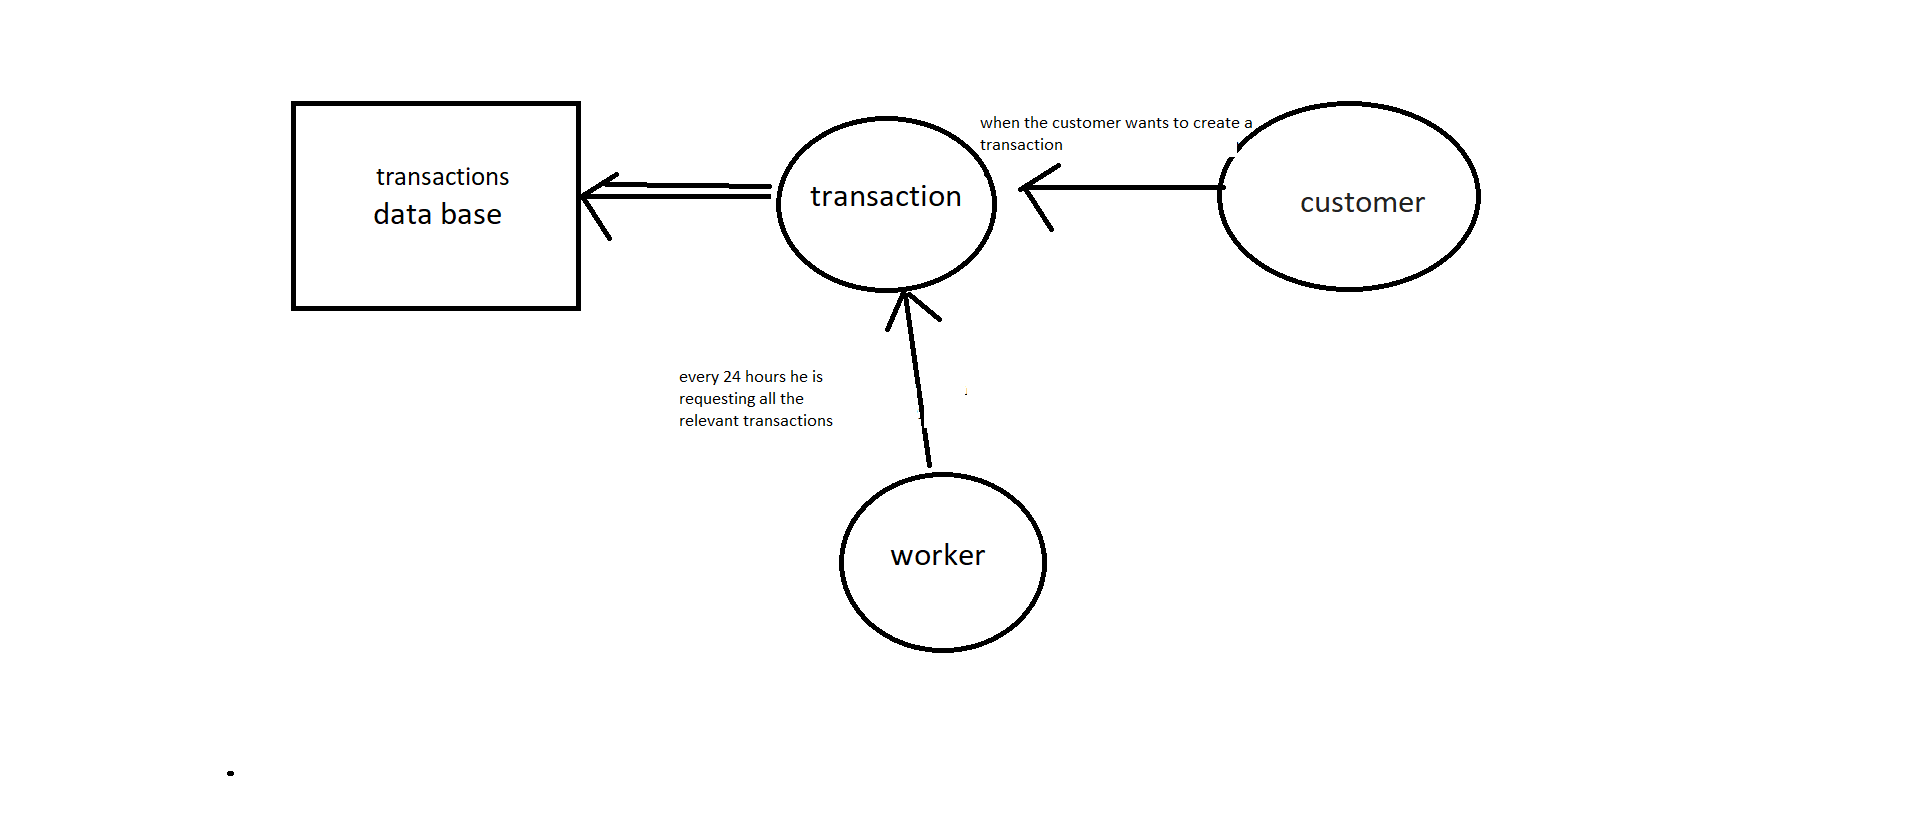 transactions
data base
transaction
when the customer wants to create a
transaction
customer
every 24 hours he is
requesting all the
relevant transactions
worker